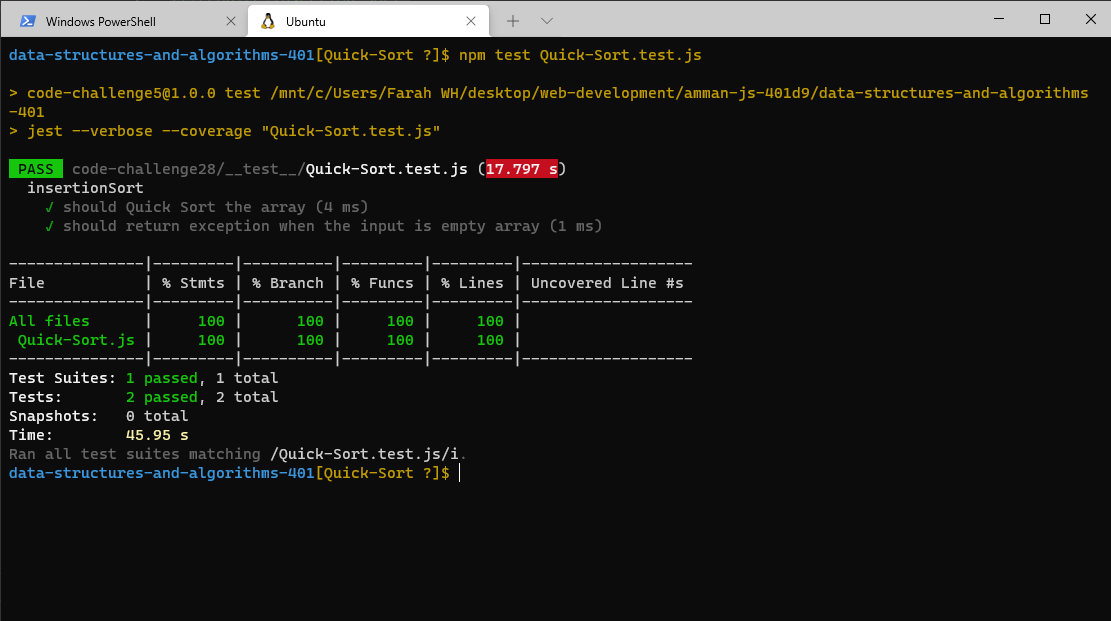 Windows PowerShell
Ubuntu
data-structures-and-algorithms-401[Quick-Sort ?]$ npm test Quick-Sort.test.js
> code-challenge5@1.0.0 test /mnt/c/Users/Farah WH/desktop/web-development/amman-js-401d9/data-structures-and-algorithms
-401
> jest --verbose --coverage "Quick-Sort.test.js"
PASS code-challenge28/__test__/Quick-Sort.test.js (17.797 s)
insertionSort
√ should Quick Sort the array (4 ms)
√ should return exception when the input is empty array (1 ms)
---------------|---------|----------|---------|---------|-------------------
File           | % Stmts | % Branch | % Funcs | % Lines | Uncovered Line #s
---------------|---------|----------|---------|---------|-------------------
All files      |     100 |      100 |     100 |     100 |
 Quick-Sort.js |     100 |      100 |     100 |     100 |
---------------|---------|----------|---------|---------|-------------------
Test Suites: 1 passed, 1 total
Tests:       2 passed, 2 total
Snapshots:   0 total
Time:        45.95 s
Ran all test suites matching /Quick-Sort.test.js/i.
data-structures-and-algorithms-401[Quick-Sort ?]$